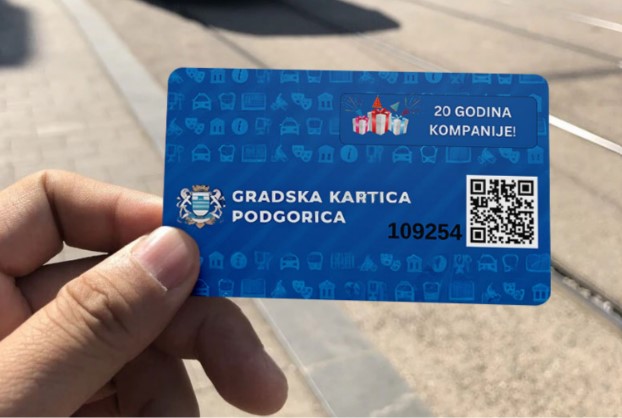 20 GODINA
KOMPANIJE!
GRADSKA KARTICA
PODGORICA
109254